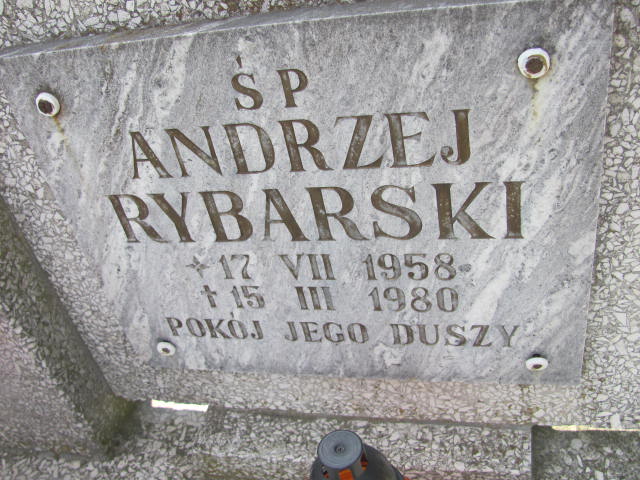 ŚP
ANDRZEJ
RYBARSKI
* 17 VII 1958
† 15 III 1980
POKÓJ JEGO DUSZY